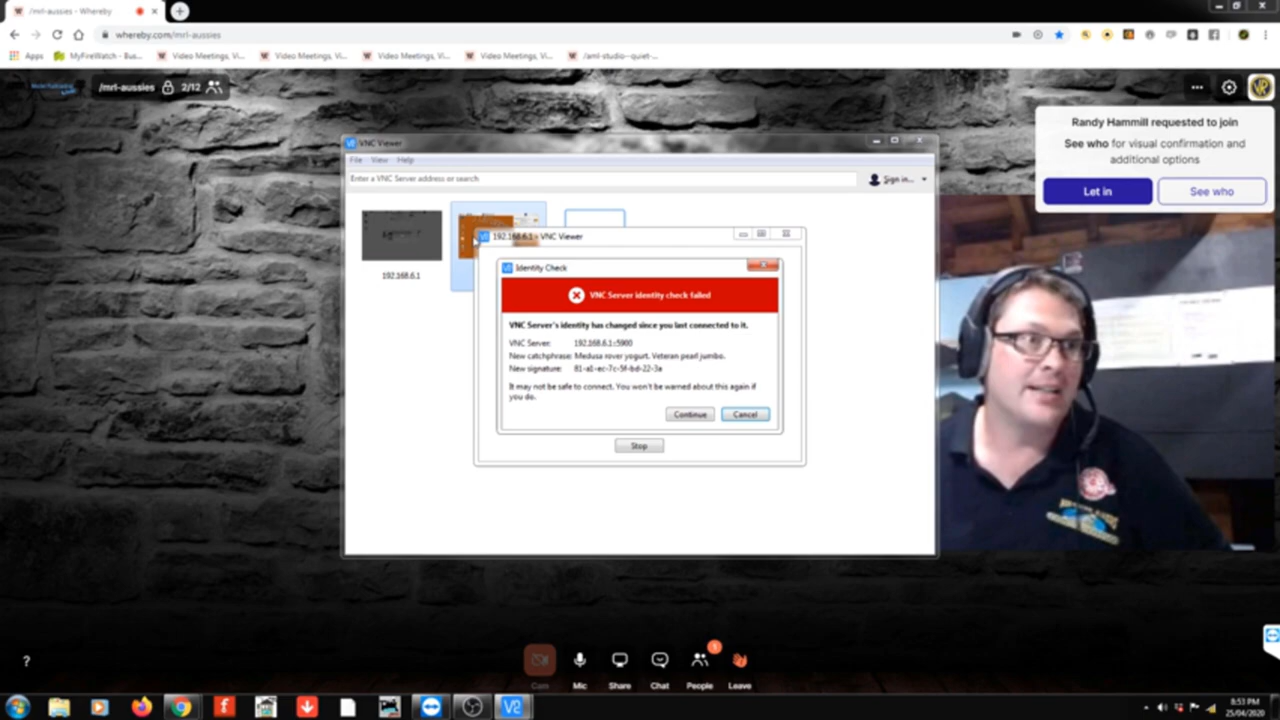 /mrl-aussies - Whereby
whereby.com/mrl-aussies
Apps
MyFireWatch - Bus...
Video Meetings, Vi...
Video Meetings, Vi...
Video Meetings, Vi...
Video Meetings, Vi...
/aml-studio--quiet-...
/mrl-aussies
2/12
Randy Hammill requested to join
See who for visual confirmation and
additional options
Let in
See who
VNC Viewer
File View Help
Enter a VNC Server address or search
Sign in...
192.168.6.1 - VNC Viewer
192.168.6.1
Identity Check
VNC Server identity check failed
VNC Server's identity has changed since you last connected to it.
VNC Server: 192.168.6.1::5900
New catchphrase: Medusa rover yogurt. Veteran pearl jumbo.
New signature: 81-a1-ec-7c-5f-bd-22-3a
It may not be safe to connect. You won't be warned about this again if
you do.
Continue
Cancel
Stop
?
Cam
Mic
Share
Chat
People
Leave
8:53 PM
25/04/2020